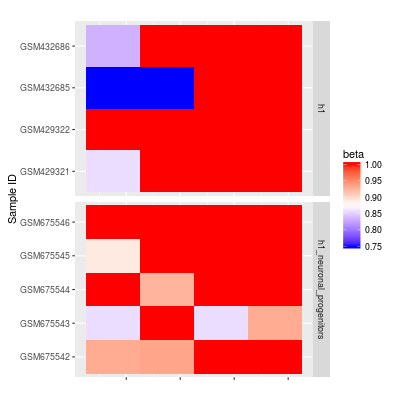 GSM432686
GSM432685
GSM429322
GSM429321
h1
GSM675546
GSM675545
GSM675544
GSM675543
GSM675542
h1_neuronal_progenitors
Sample ID
beta
1.00
0.95
0.90
0.85
0.80
0.75